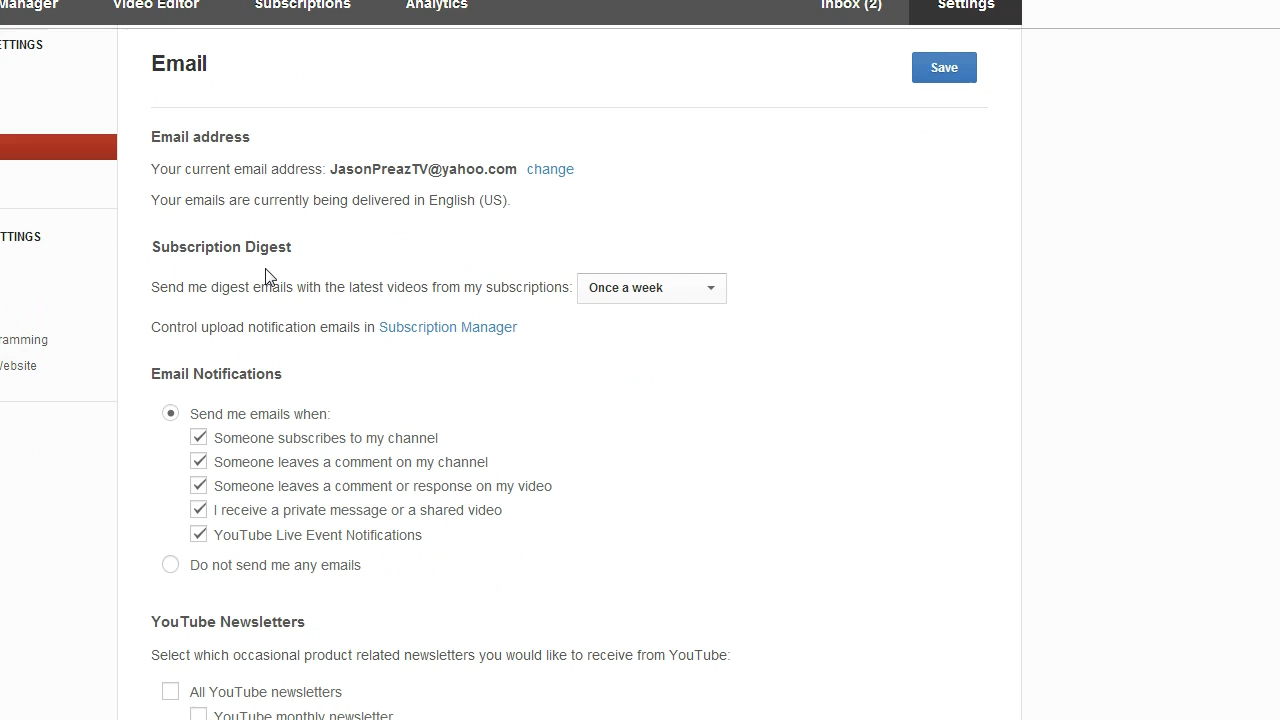 Manager Video Editor Subscriptions Analytics Inbox (2) Settings
ETTINGS
Email
Save
Email address
Your current email address: JasonPreazTV@yahoo.com change
Your emails are currently being delivered in English (US).
TTINGS
Subscription Digest
Send me digest emails with the latest videos from my subscriptions: Once a week
Control upload notification emails in Subscription Manager
ramming
Website
Email Notifications
Send me emails when:
Someone subscribes to my channel
Someone leaves a comment on my channel
Someone leaves a comment or response on my video
I receive a private message or a shared video
YouTube Live Event Notifications
Do not send me any emails
YouTube Newsletters
Select which occasional product related newsletters you would like to receive from YouTube:
All YouTube newsletters
YouTube monthly newsletter